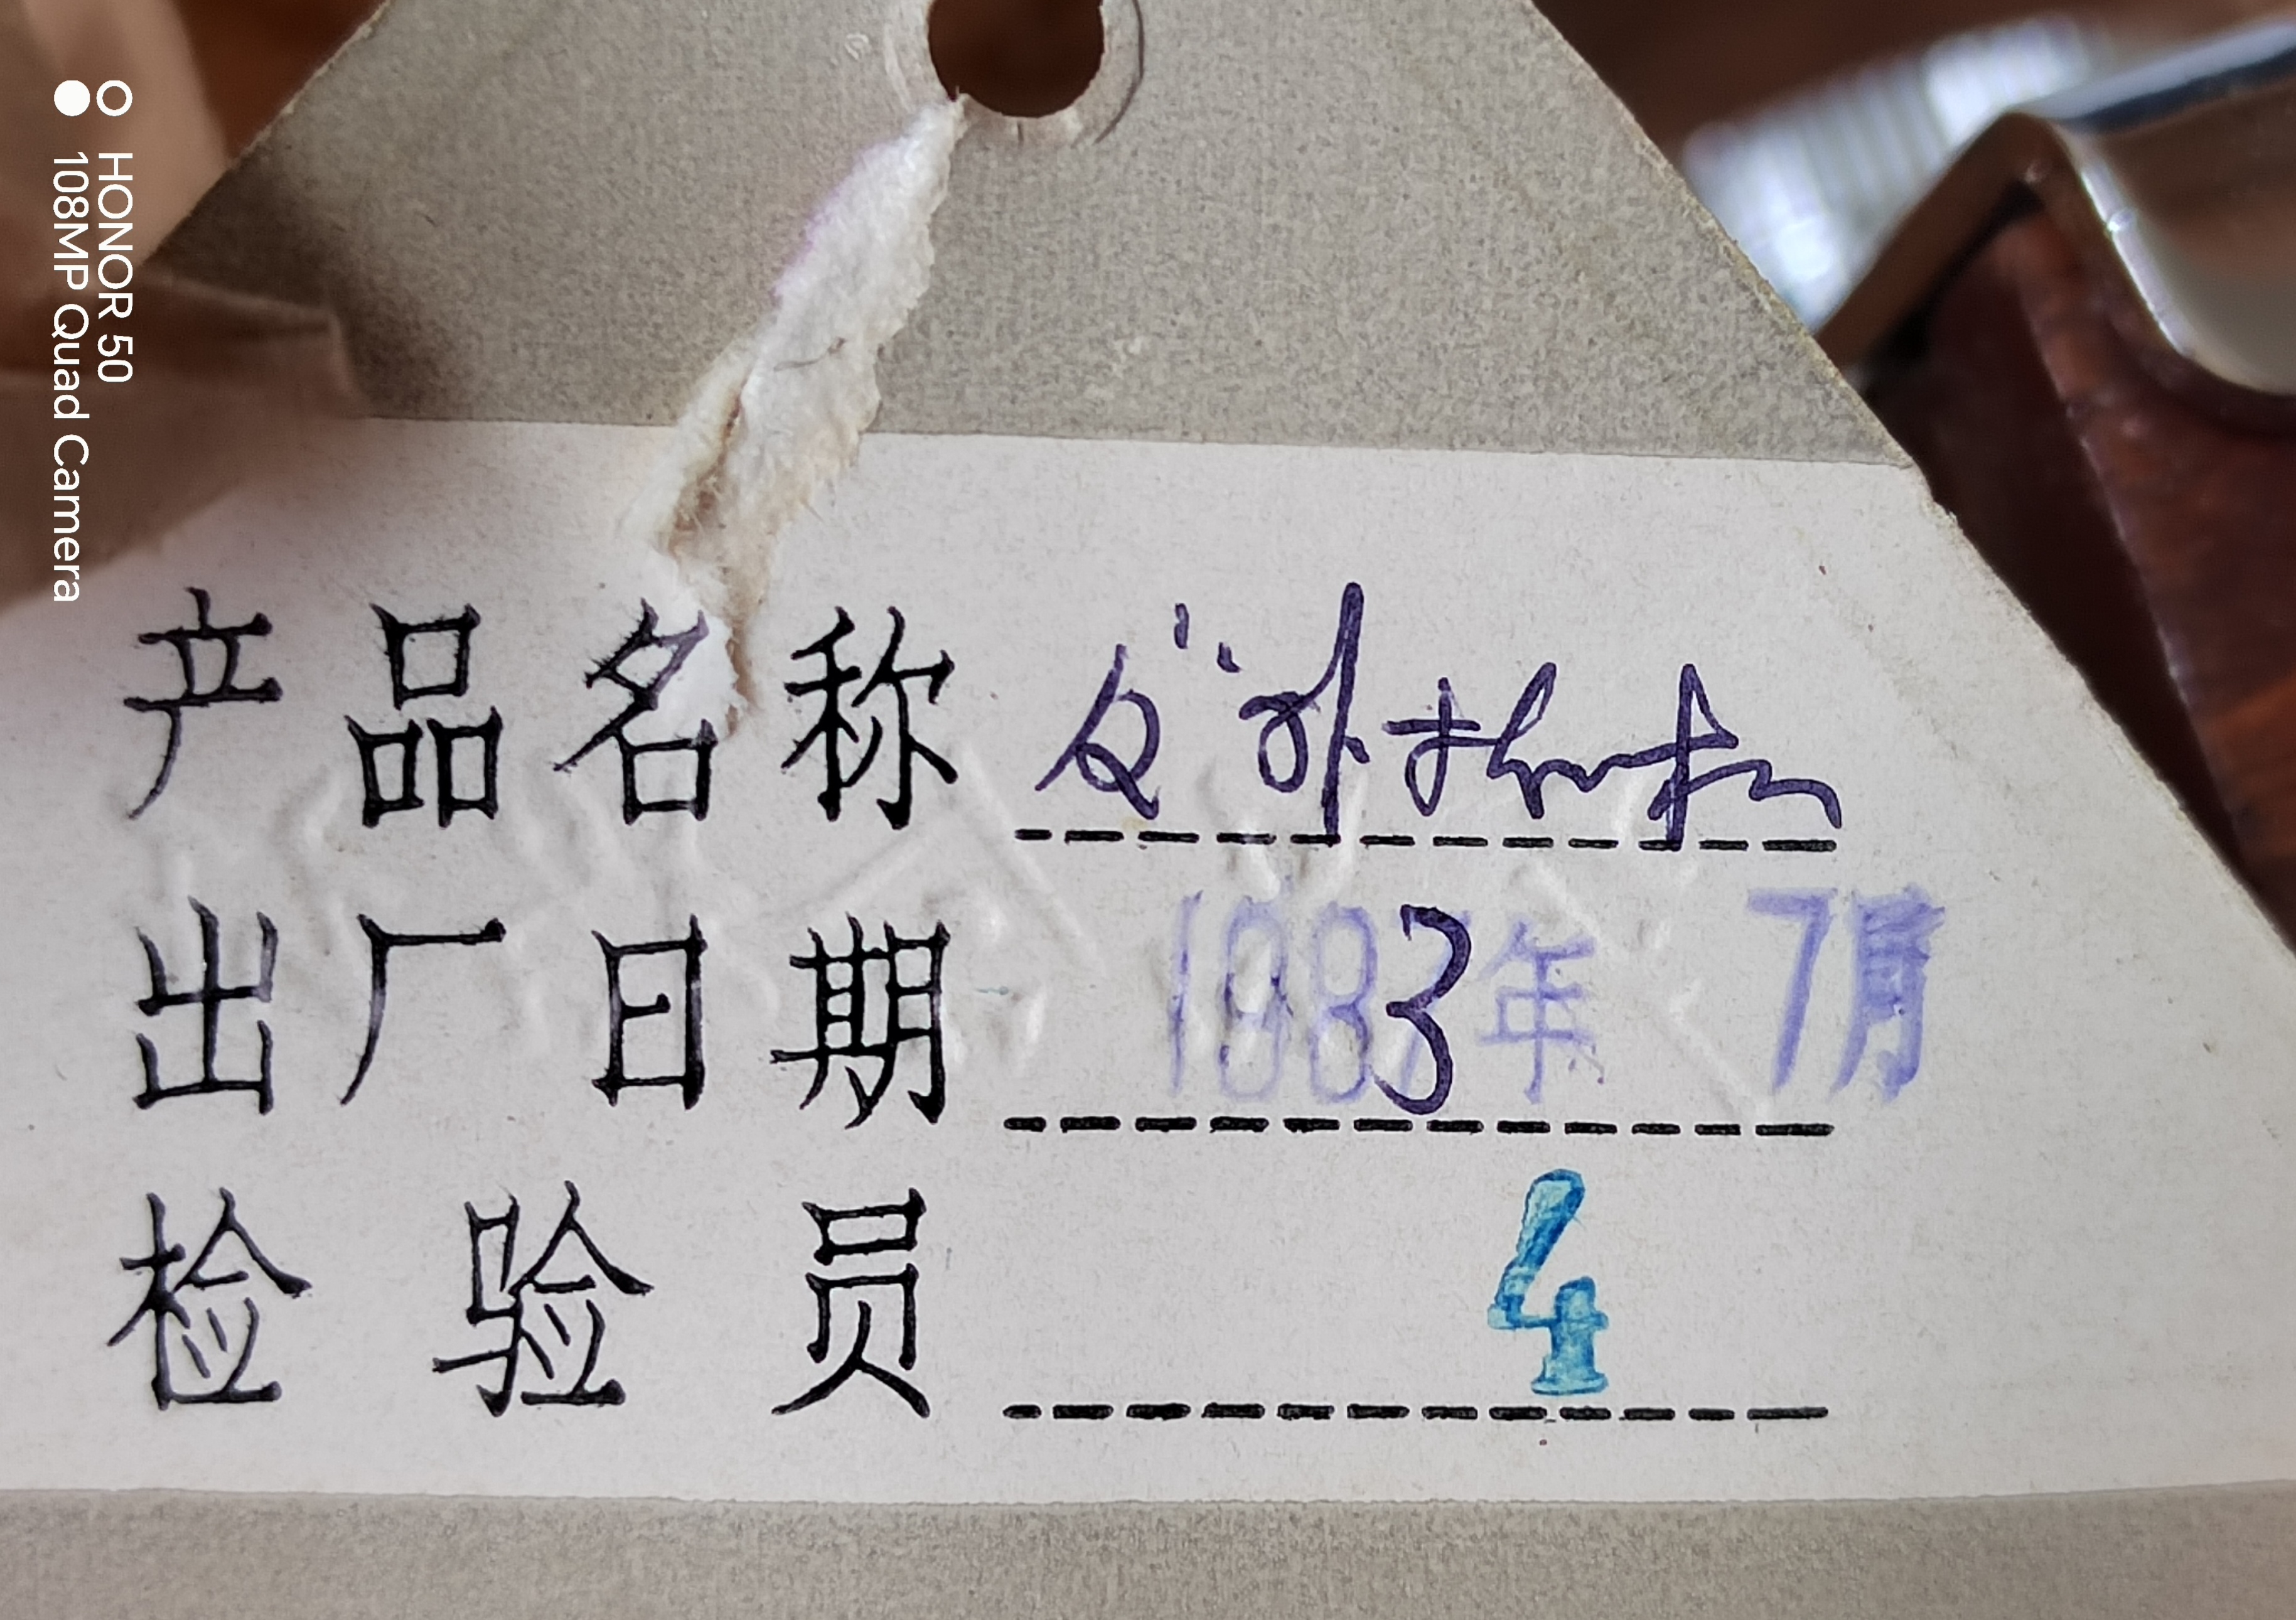 HONOR 50
108MP Quad Camera
产品名称
出厂日期 1983年 7月
检验员 4